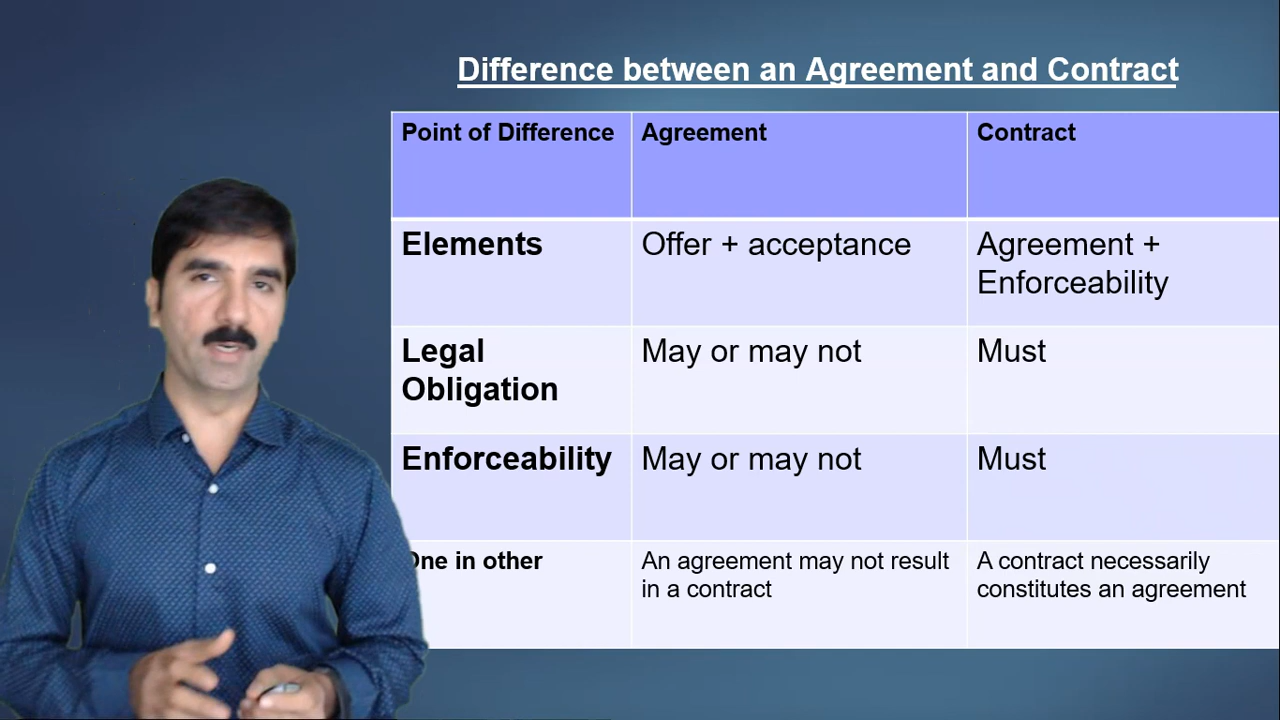 Difference between an Agreement and Contract
Point of Difference
Agreement
Contract
Elements
Offer + acceptance
Agreement +
Enforceability
Legal
Obligation
May or may not
Must
Enforceability
May or may not
Must
One in other
An agreement may not result
in a contract
A contract necessarily
constitutes an agreement